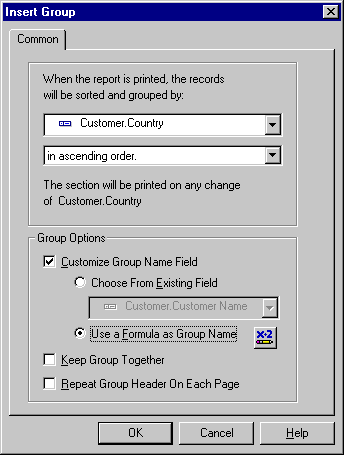 Insert Group
Common
When the report is printed, the records
will be sorted and grouped by:
Customer.Country
in ascending order.
The section will be printed on any change
of Customer.Country
Group Options
Customize Group Name Field
Choose From Existing Field
Customer.Customer Name
Use a Formula as Group Name
X·2
Keep Group Together
Repeat Group Header On Each Page
OK
Cancel
Help